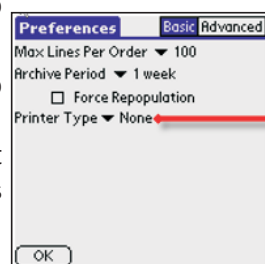 Preferences Basic Advanced
Max Lines Per Order ▼ 100
Archive Period ▼ 1 week
Force Repopulation
Printer Type ▼ None
OK